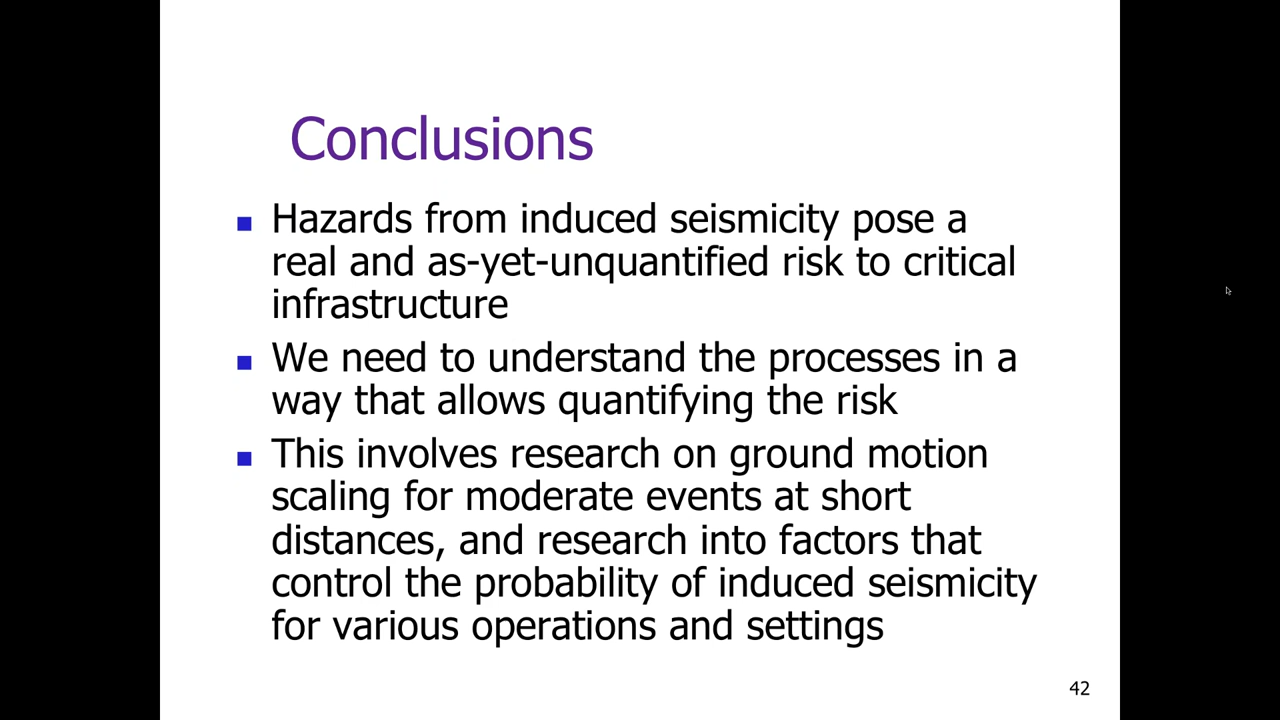 Conclusions
Hazards from induced seismicity pose a
real and as-yet-unquantified risk to critical
infrastructure
We need to understand the processes in a
way that allows quantifying the risk
This involves research on ground motion
scaling for moderate events at short
distances, and research into factors that
control the probability of induced seismicity
for various operations and settings
42